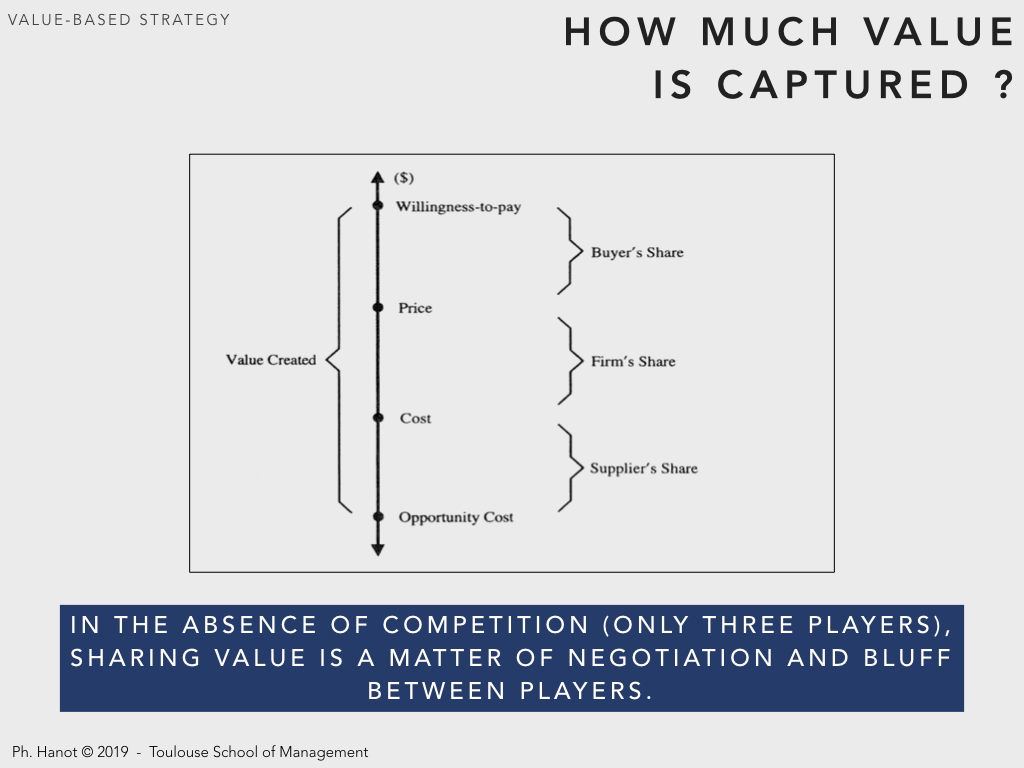 VALUE-BASED STRATEGY
HOW MUCH VALUE
IS CAPTURED ?
($)
Willingness-to-pay
Buyer's Share
Price
Value Created
Firm's Share
Cost
Supplier's Share
Opportunity Cost
IN THE ABSENCE OF COMPETITION (ONLY THREE PLAYERS),
SHARING VALUE IS A MATTER OF NEGOTIATION AND BLUFF
BETWEEN PLAYERS.
Ph. Hanot © 2019 - Toulouse School of Management